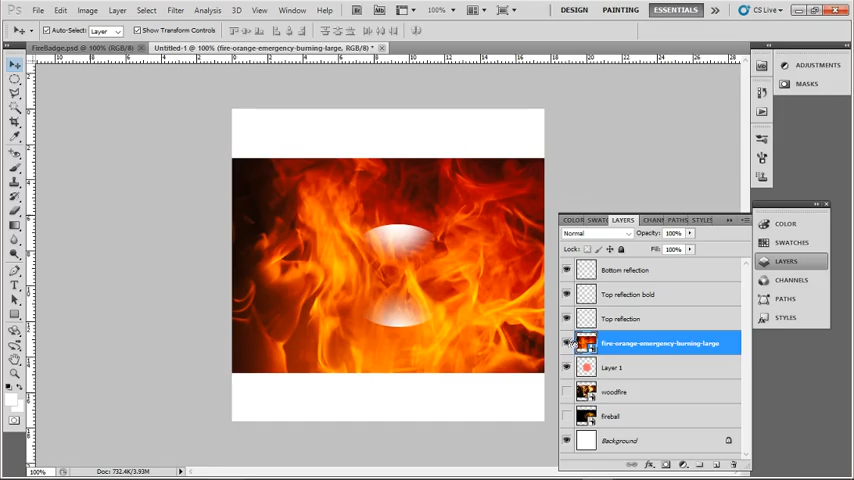 Ps
100%
DESIGN
PAINTING
ESSENTIALS
CS Live
File Edit Image Layer Select Filter Analysis 3D View Window Help
Auto-Select: Layer
Show Transform Controls
FireBadge.psd @ 100% (RGB/8)
Untitled-1 @ 100% (fire-orange-emergency-burning-large, RGB/8) *
ADJUSTMENTS
MASKS
COLOR SWATC LAYERS CHANN PATHS STYLES
Normal
Opacity: 100%
Lock:
Fill: 100%
Bottom reflection
Top reflection bold
Top reflection
fire-orange-emergency-burning-large
Layer 1
woodfire
fireball
Background
COLOR
SWATCHES
LAYERS
CHANNELS
PATHS
STYLES
100%
Doc: 732.4K/3.93M